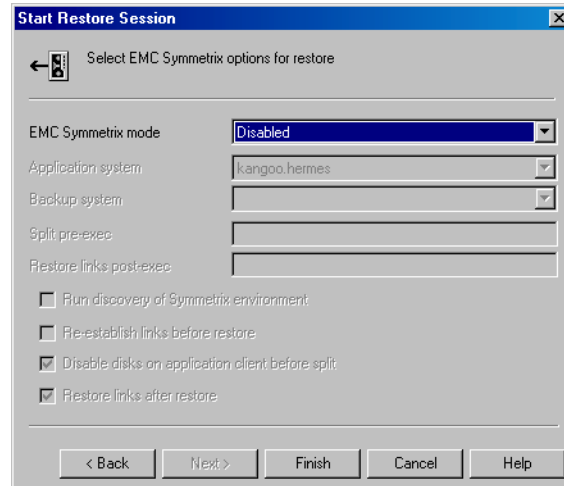 Start Restore Session
Select EMC Symmetrix options for restore
EMC Symmetrix mode Disabled
Application system kangoo.hermes
Backup system
Split pre-exec
Restore links post-exec
Run discovery of Symmetrix environment
Re-establish links before restore
Disable disks on application client before split
Restore links after restore
< Back Next > Finish Cancel Help